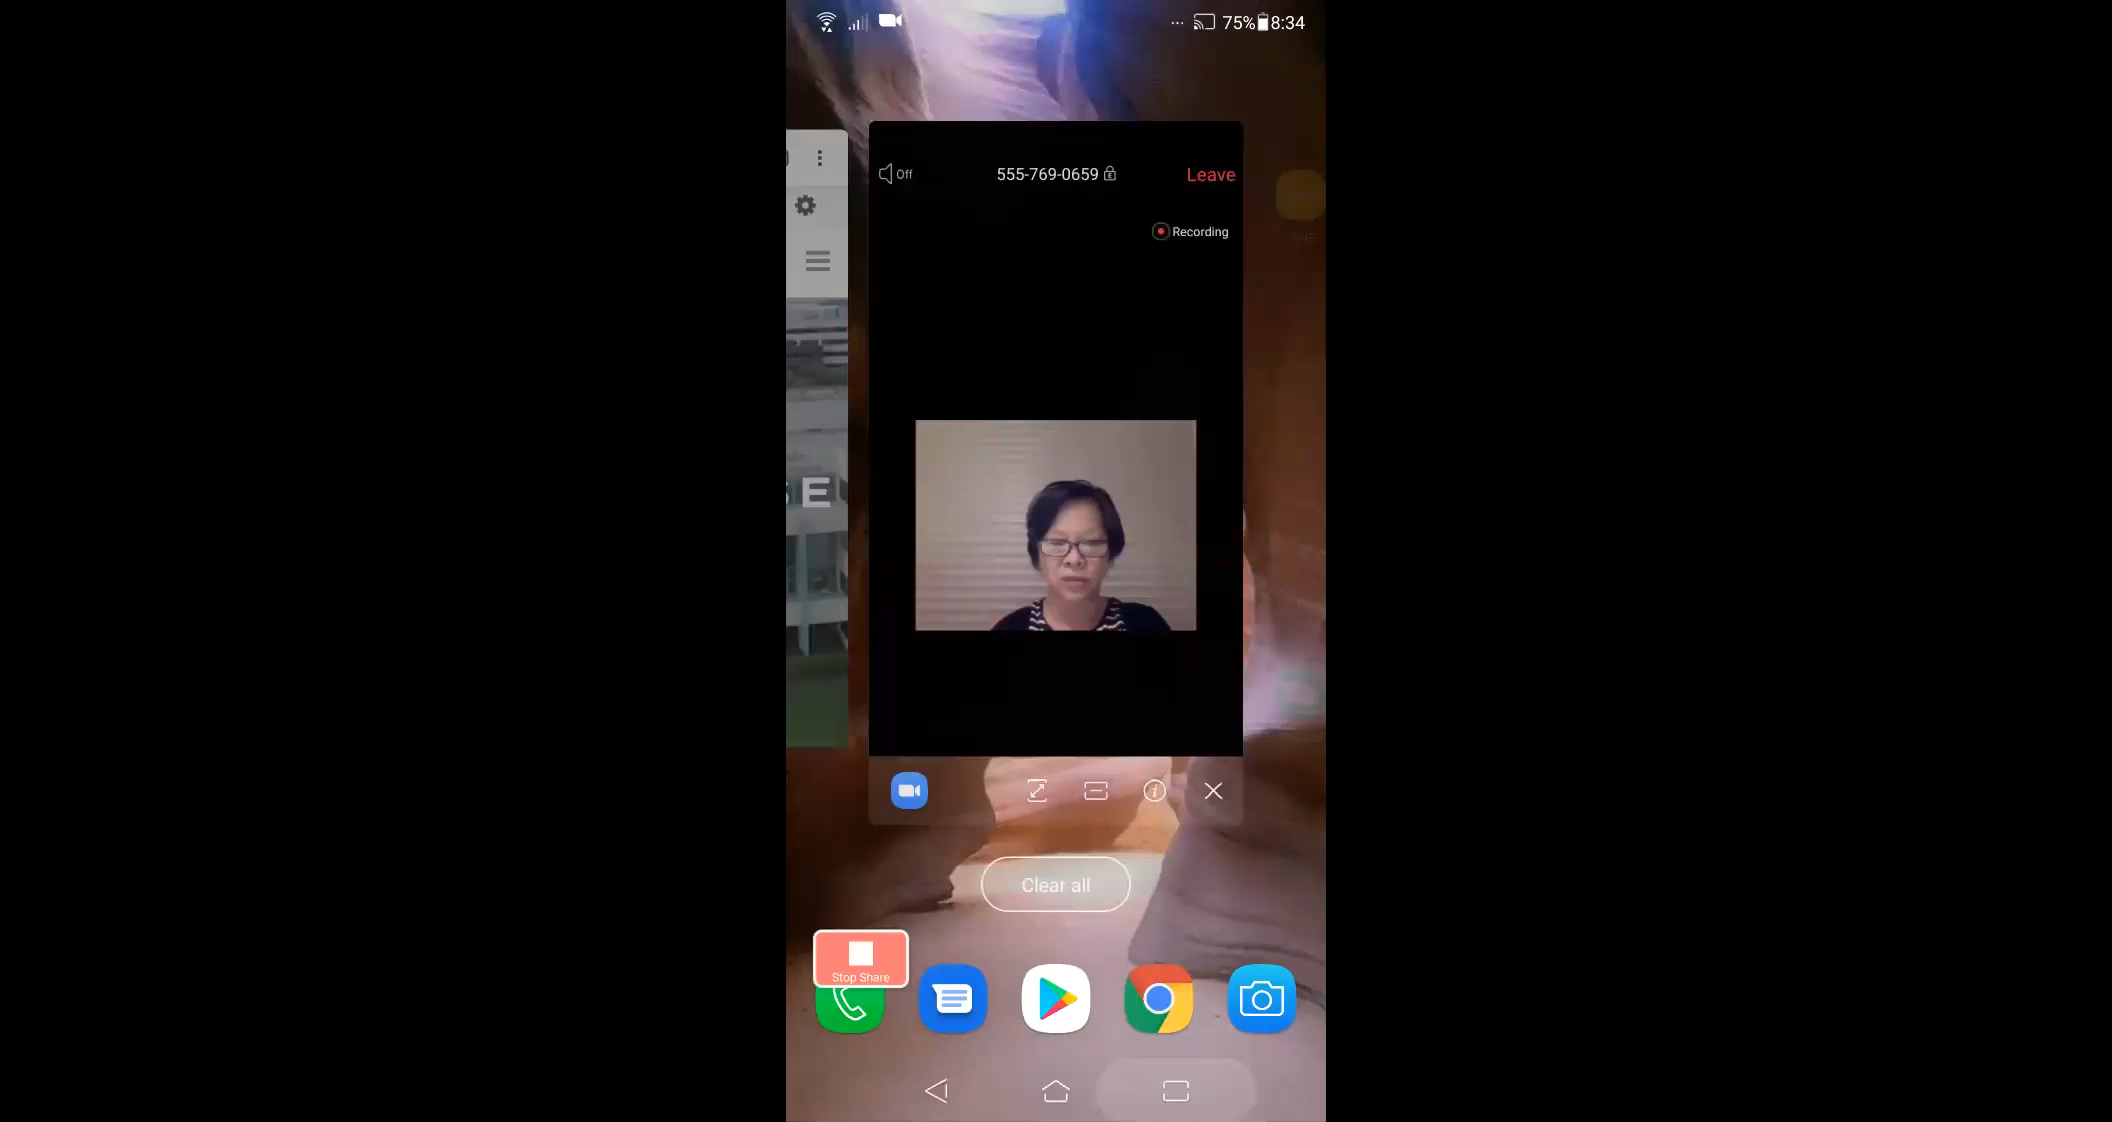 75% 8:34
Off
555-769-0659
Leave
Recording
E
Clear all
Stop Share